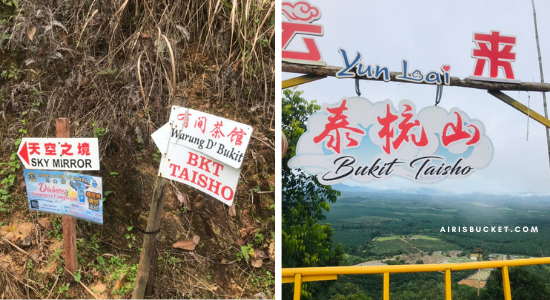 天空之境
SKY MIRROR
有间茶馆
Warung D' Bukit
BKT
TAISHO
云
Yun Lai
来
泰梳山
Bukit Taisho
AIRISBUCKET.COM